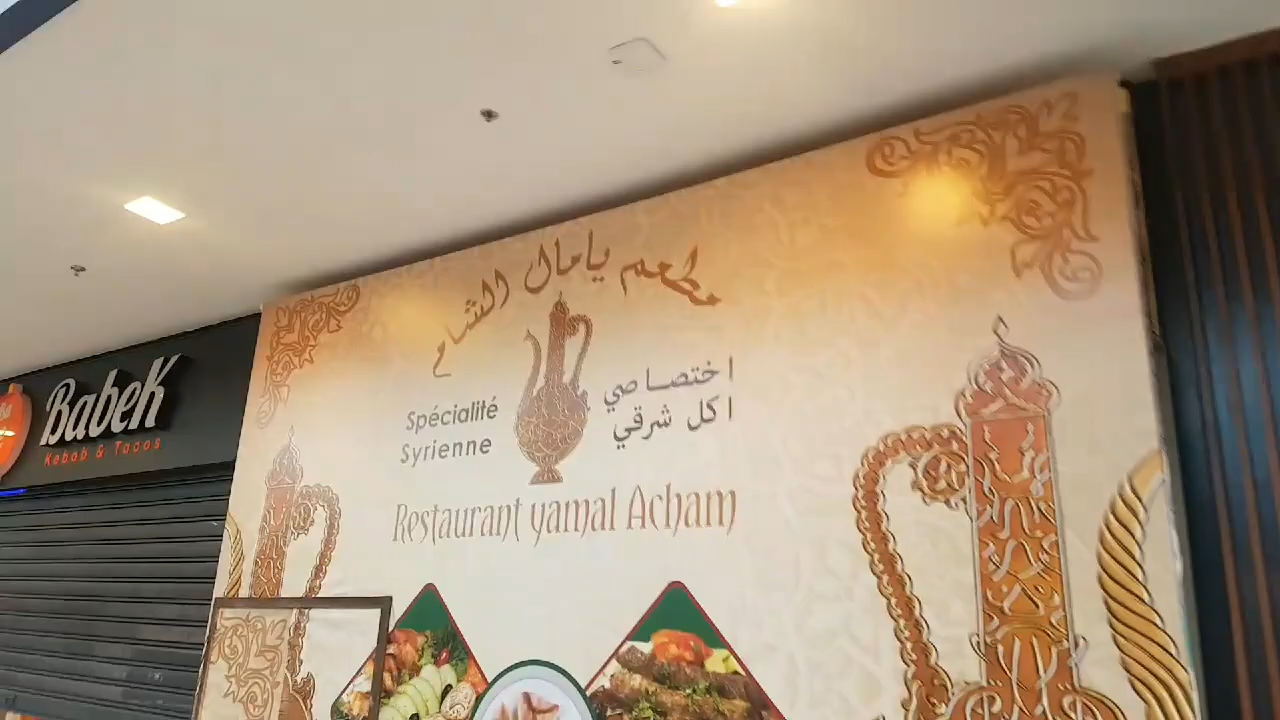 مطعم يامال الشام
Spécialité
Syrienne
اختصاصي
اكل شرقي
Restaurant yamal Acham
Babek
Kebab & Tacos